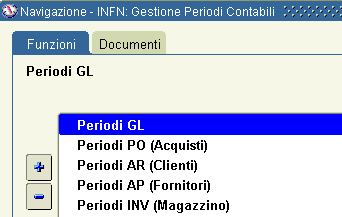 Navigazione - INFN: Gestione Periodi Contabili
Funzioni Documenti
Periodi GL
Periodi GL
Periodi PO (Acquisti)
Periodi AR (Clienti)
Periodi AP (Fornitori)
Periodi INV (Magazzino)